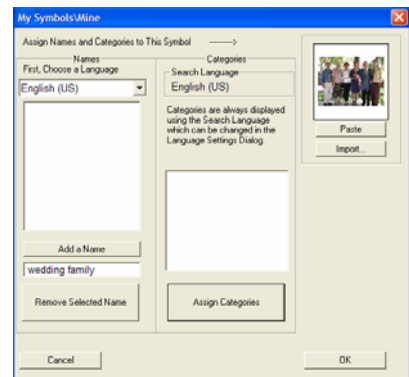 My Symbols\Mine
Assign Names and Categories to This Symbol -------->
Names
First, Choose a Language
English (US)
Add a Name
wedding family
Remove Selected Name
Categories
Search Language
English (US)
Categories are always displayed
using the Search Language
which can be changed in the
Language Settings Dialog.
Assign Categories
Paste
Import...
Cancel
OK